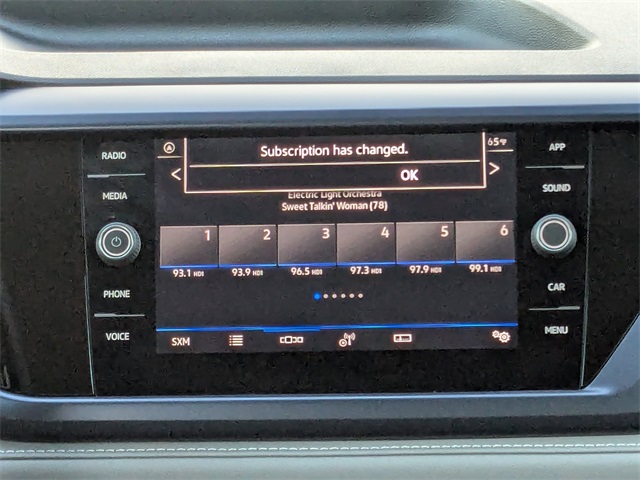 RADIO
MEDIA
PHONE
VOICE
Subscription has changed.
65°F
< OK >
Electric Light Orchestra
Sweet Talkin' Woman (78)
1 2 3 4 5 6
93.1 HD1 93.9 HD1 96.5 HD1 97.3 HD1 97.9 HD1 99.1 HD1
SXM
APP
SOUND
CAR
MENU